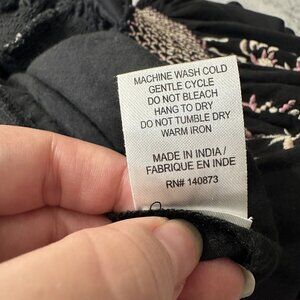 MACHINE WASH COLD
GENTLE CYCLE
DO NOT BLEACH
HANG TO DRY
DO NOT TUMBLE DRY
WARM IRON
MADE IN INDIA/
FABRIQUE EN INDE
RN# 140873